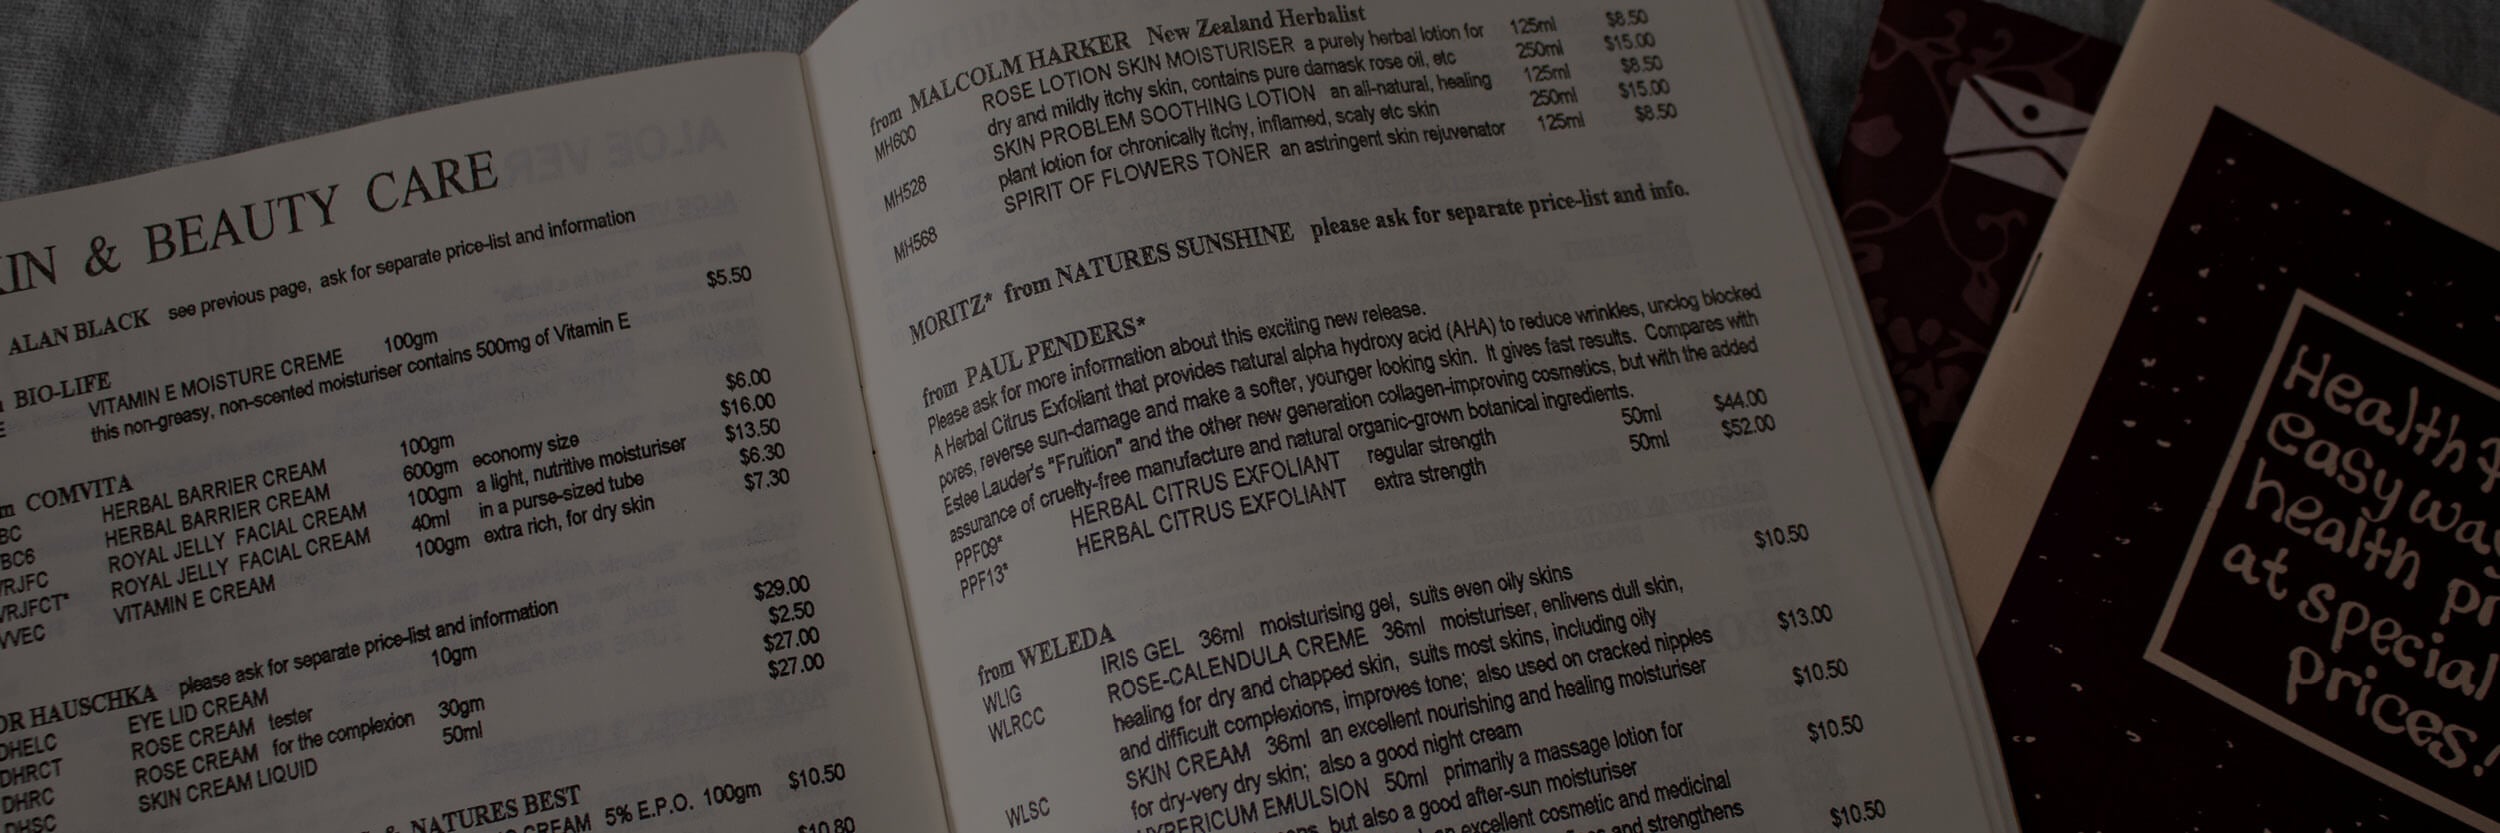 IN & BEAUTY CARE
ALAN BLACK see previous page, ask for separate price-list and information
BIO-LIFE
VITAMIN E MOISTURE CREME 100gm $5.50
this non-greasy, non-scented moisturiser contains 500mg of Vitamin E
COMVITA
HERBAL BARRIER CREAM 100gm $6.00
HERBAL BARRIER CREAM 600gm economy size $16.00
ROYAL JELLY FACIAL CREAM 100gm a light, nutritive moisturiser $13.50
ROYAL JELLY FACIAL CREAM 40ml in a purse-sized tube $6.30
VITAMIN E CREAM 100gm extra rich, for dry skin $7.30
DR HAUSCHKA please ask for separate price-list and information
DHELC EYE LID CREAM 10gm $29.00
DHRCT ROSE CREAM tester $2.50
DHRC ROSE CREAM for the complexion 30gm $27.00
DHSC SKIN CREAM LIQUID 50ml $27.00
& NATURES BEST
CREAM 5% E.P.O. 100gm $10.50
$10.80
from MALCOLM HARKER New Zealand Herbalist
MH600 ROSE LOTION SKIN MOISTURISER a purely herbal lotion for 125ml $8.50
dry and mildly itchy skin, contains pure damask rose oil, etc 250ml $15.00
MH528 SKIN PROBLEM SOOTHING LOTION an all-natural, healing 125ml $8.50
plant lotion for chronically itchy, inflamed, scaly etc skin 250ml $15.00
MH568 SPIRIT OF FLOWERS TONER an astringent skin rejuvenator 125ml $8.50
MORITZ* from NATURES SUNSHINE please ask for separate price-list and info.
from PAUL PENDERS*
Please ask for more information about this exciting new release.
A Herbal Citrus Exfoliant that provides natural alpha hydroxy acid (AHA) to reduce wrinkles, unclog blocked
pores, reverse sun-damage and make a softer, younger looking skin. It gives fast results. Compares with
Estee Lauder's "Fruition" and the other new generation collagen-improving cosmetics, but with the added
assurance of cruelty-free manufacture and natural organic-grown botanical ingredients.
PPF09* HERBAL CITRUS EXFOLIANT regular strength 50ml $44.00
PPF13* HERBAL CITRUS EXFOLIANT extra strength 50ml $52.00
from WELEDA
WLIG IRIS GEL 36ml moisturising gel, suits even oily skins $10.50
WLRCC ROSE-CALENDULA CREME 36ml moisturiser, enlivens dull skin,
healing for dry and chapped skin, suits most skins, including oily
and difficult complexions, improves tone; also used on cracked nipples $13.00
WLSC SKIN CREAM 36ml an excellent nourishing and healing moisturiser
for dry-very dry skin; also a good night cream $10.50
HYPERICUM EMULSION 50ml primarily a massage lotion for
but also a good after-sun moisturiser $10.50
excellent cosmetic and medicinal
and strengthens $10.50
Health
easy way
health
at special
prices!